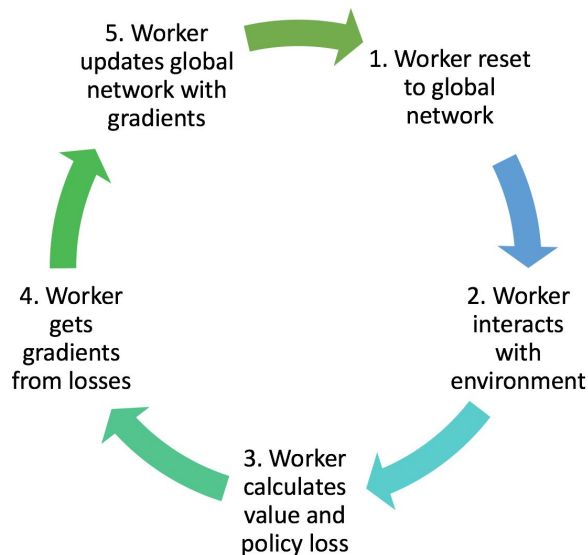 1. Worker reset
to global
network
2. Worker
interacts
with
environment
3. Worker
calculates
value and
policy loss
4. Worker
gets
gradients
from losses
5. Worker
updates global
network with
gradients